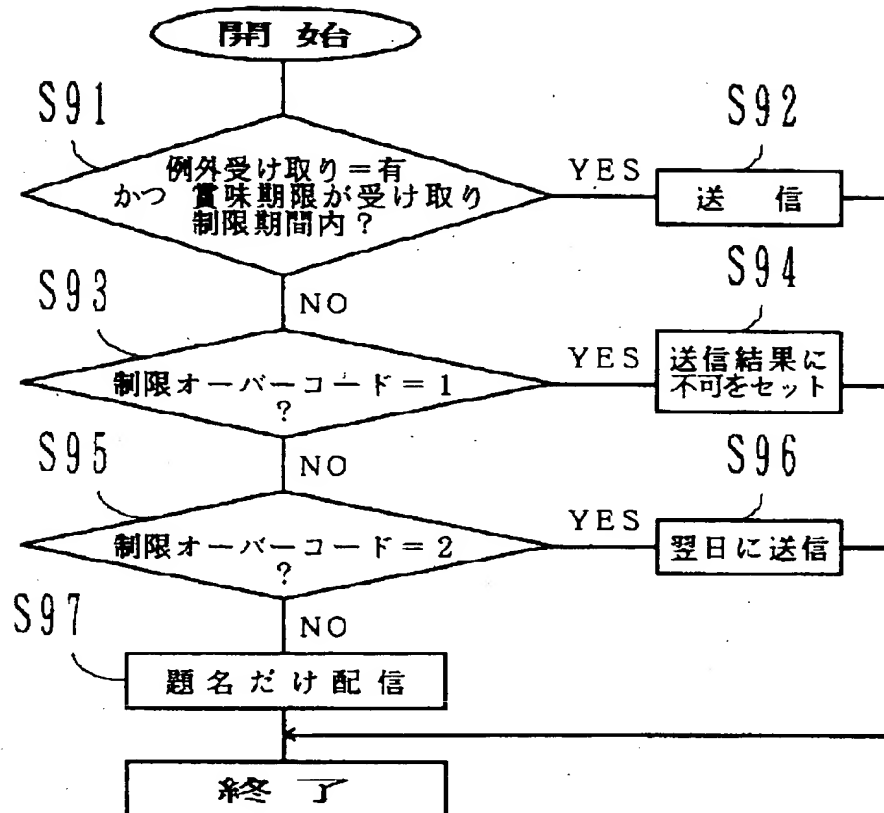 開始
S91
例外受け取り＝有
かつ 賞味期限が受け取り
制限期間内？
YES
S92
送 信
NO
S93
制限オーバーコード＝1
？
YES
S94
送信結果に
不可をセット
NO
S95
制限オーバーコード＝2
？
YES
S96
翌日に送信
NO
S97
題名だけ配信
終了